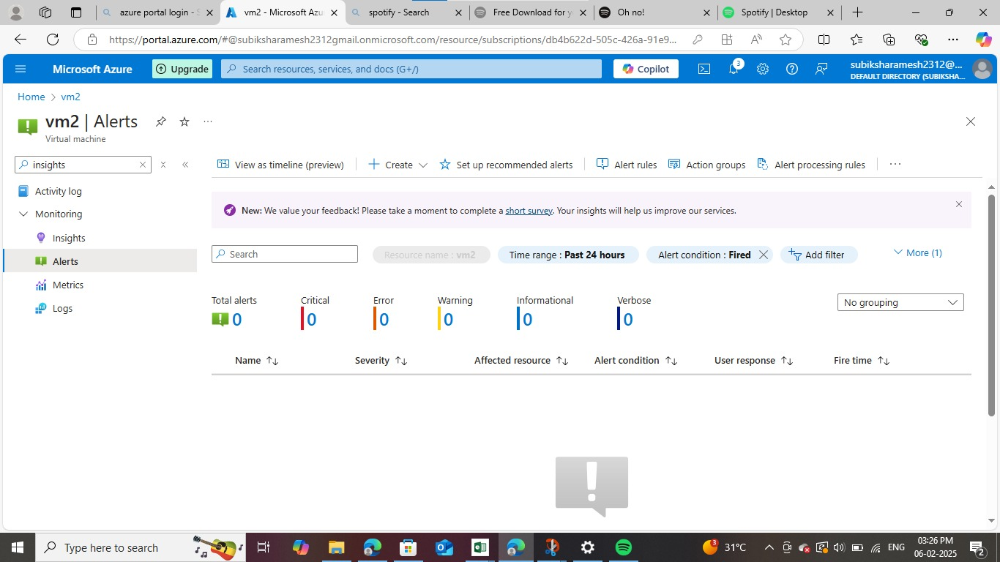 azure portal login - S
vm2 - Microsoft Azu
spotify - Search
Free Download for y
Oh no!
Spotify | Desktop
https://portal.azure.com/#@subiksharamesh2312gmail.onmicrosoft.com/resource/subscriptions/db4b622d-505c-426a-91e9...
Microsoft Azure
Upgrade
Search resources, services, and docs (G+/)
Copilot
3
subiksharamesh2312@...
DEFAULT DIRECTORY (SUBIKSHA...
Home > vm2
vm2 | Alerts
Virtual machine
insights
View as timeline (preview)
Create
Set up recommended alerts
Alert rules
Action groups
Alert processing rules
Activity log
Monitoring
Insights
Alerts
Metrics
Logs
New: We value your feedback! Please take a moment to complete a short survey. Your insights will help us improve our services.
Search
Resource name : vm2
Time range : Past 24 hours
Alert condition : Fired
Add filter
More (1)
Total alerts
0
Critical
0
Error
0
Warning
0
Informational
0
Verbose
0
No grouping
Name
Severity
Affected resource
Alert condition
User response
Fire time
Type here to search
3
31°C
ENG
03:26 PM
06-02-2025
2